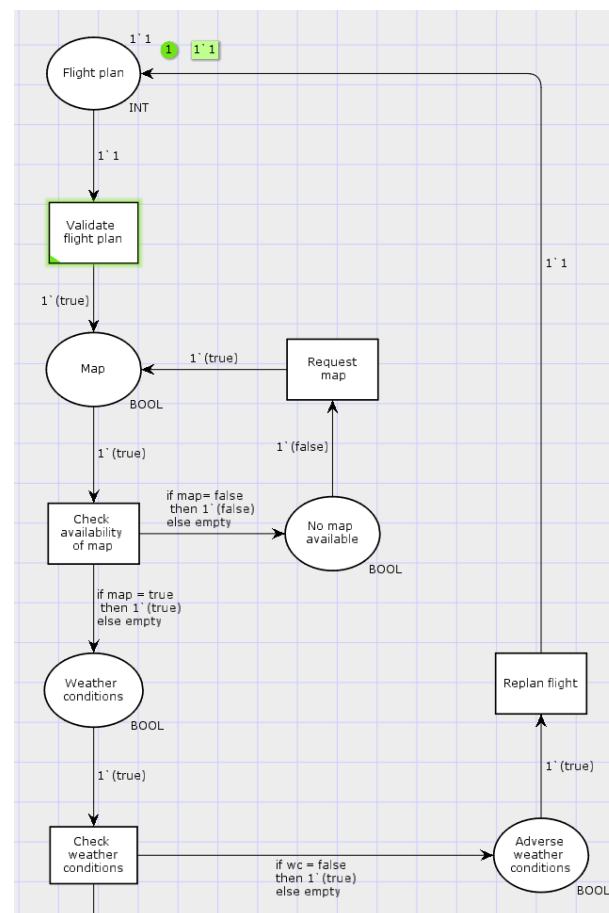 1`1
1
1`1
Flight plan
INT
1`1
Validate
flight plan
1`1
1`(true)
Map
BOOL
1`(true)
Request
map
1`(true)
1`(false)
Check
availability
of map
if map= false
then 1`(false)
else empty
No map
available
BOOL
if map = true
then 1`(true)
else empty
Weather
conditions
BOOL
Replan flight
1`(true)
1`(true)
Check
weather
conditions
if wc = false
then 1`(true)
else empty
Adverse
weather
conditions
BOOL